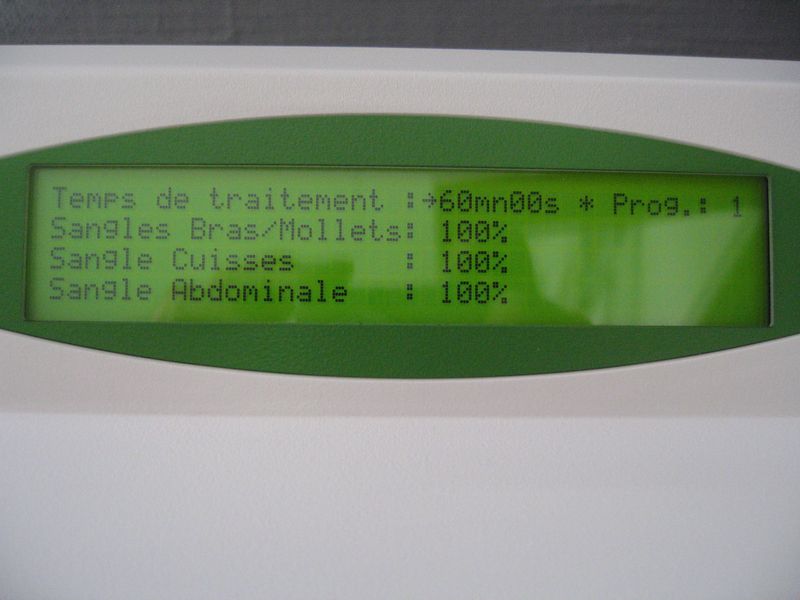 Temps de traitement :→60mn00s * Prog.: 1
Sangles Bras/Mollets: 100%
Sangle Cuisses : 100%
Sangle Abdominale : 100%